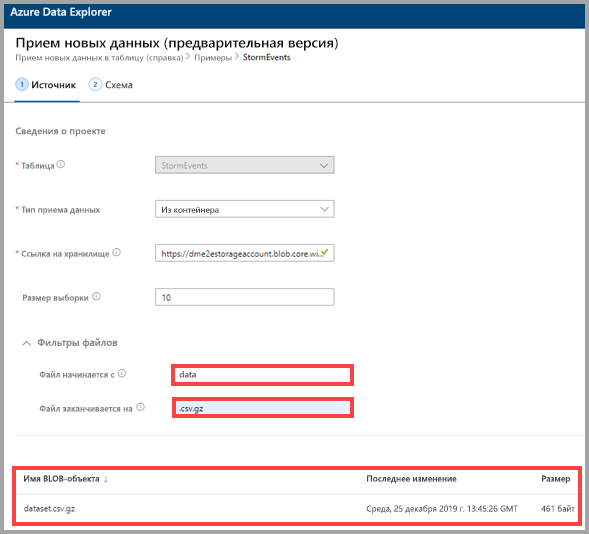 Azure Data Explorer
Прием новых данных (предварительная версия)
Прием новых данных в таблицу (справка) > Примеры > StormEvents
1 Источник 2 Схема
Сведения о проекте
* Таблица StormEvents
* Тип приема данных Из контейнера
* Ссылка на хранилище https://dme2estorageaccount.blob.core.wi...
Размер выборки 10
Фильтры файлов
Файл начинается с data
Файл заканчивается на .csv.gz
Имя BLOB-объекта ↓ Последнее изменение Размер
dataset.csv.gz Среда, 25 декабря 2019 г. 13:45:26 GMT 461 байт